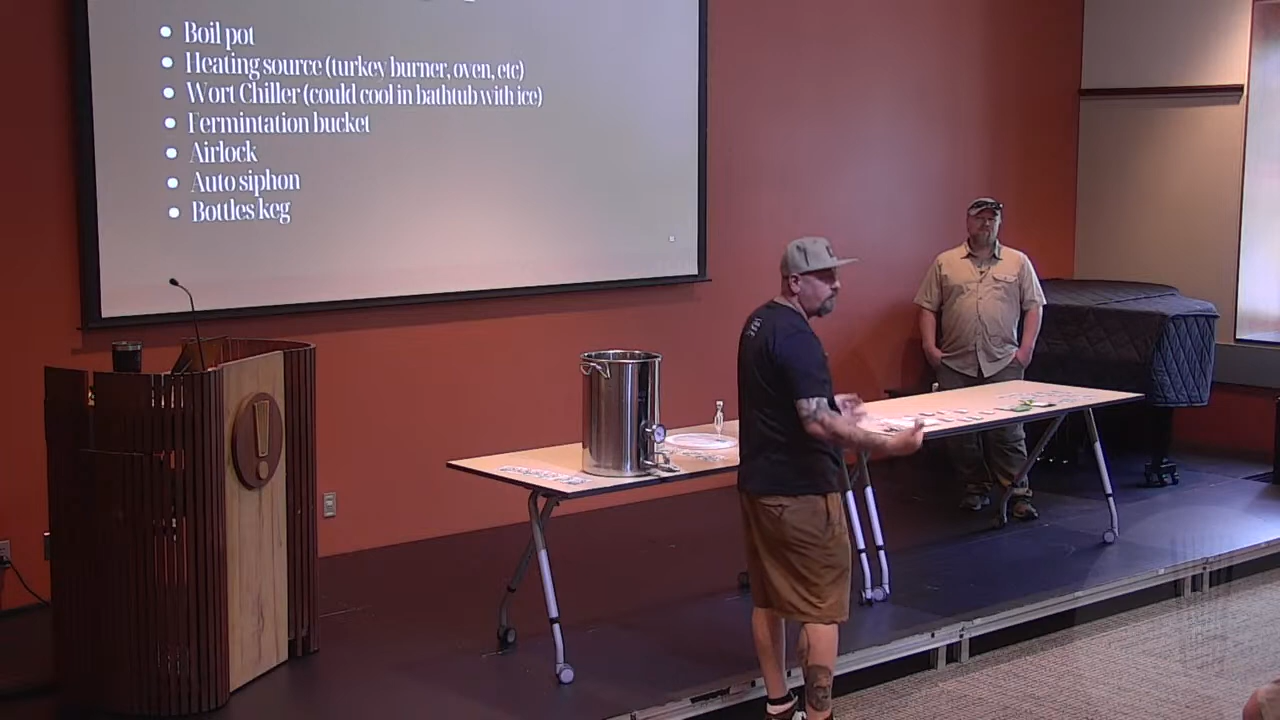 Boil pot
Heating source (turkey burner, oven, etc)
Wort Chiller (could cool in bathtub with ice)
Fermintation bucket
Airlock
Auto siphon
Bottles/keg